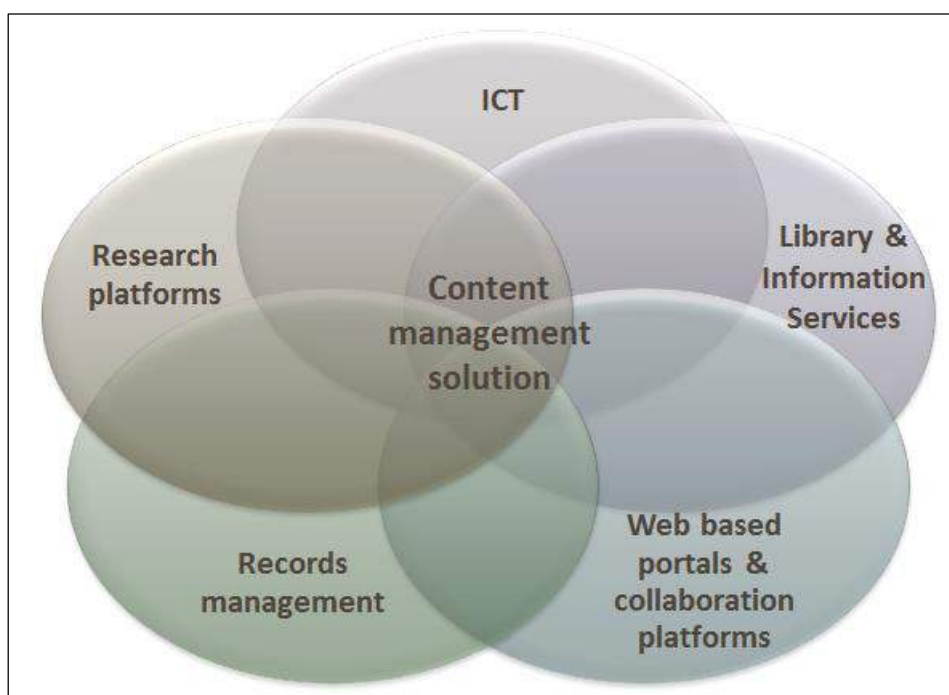 ICT
Research
platforms
Library &
Information
Services
Content
management
solution
Records
management
Web based
portals &
collaboration
platforms